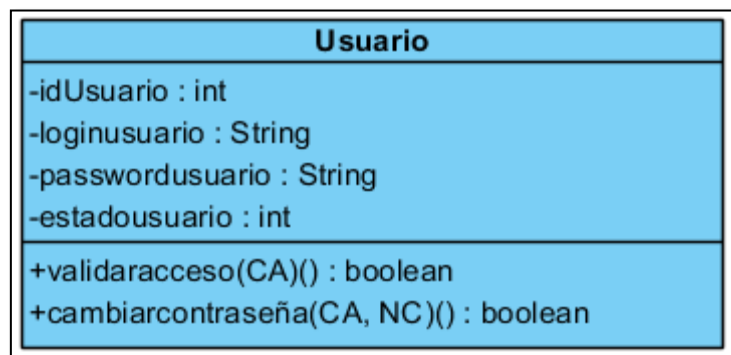 Usuario
-idUsuario : int
-loginusuario : String
-passwordusuario : String
-estadousuario : int
+validaracceso(CA)() : boolean
+cambiarcontraseña(CA, NC)() : boolean